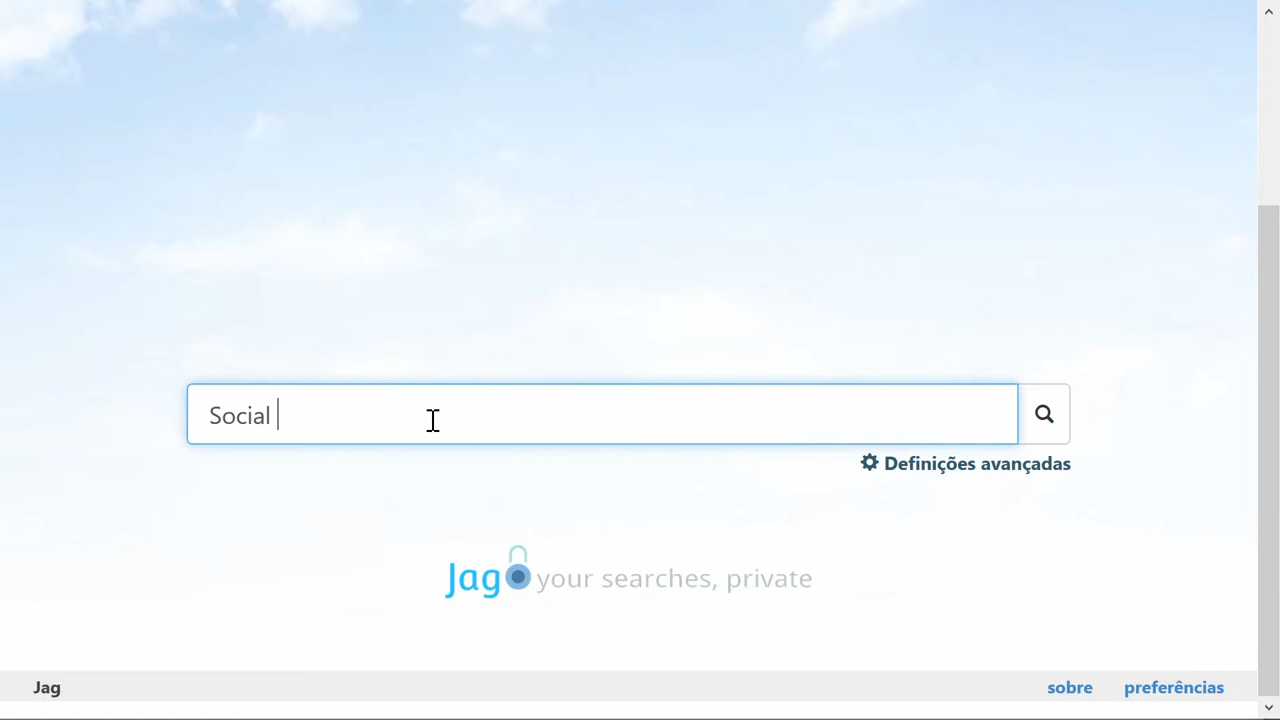 Social
Definições avançadas
Jag your searches, private
Jag
sobre preferências